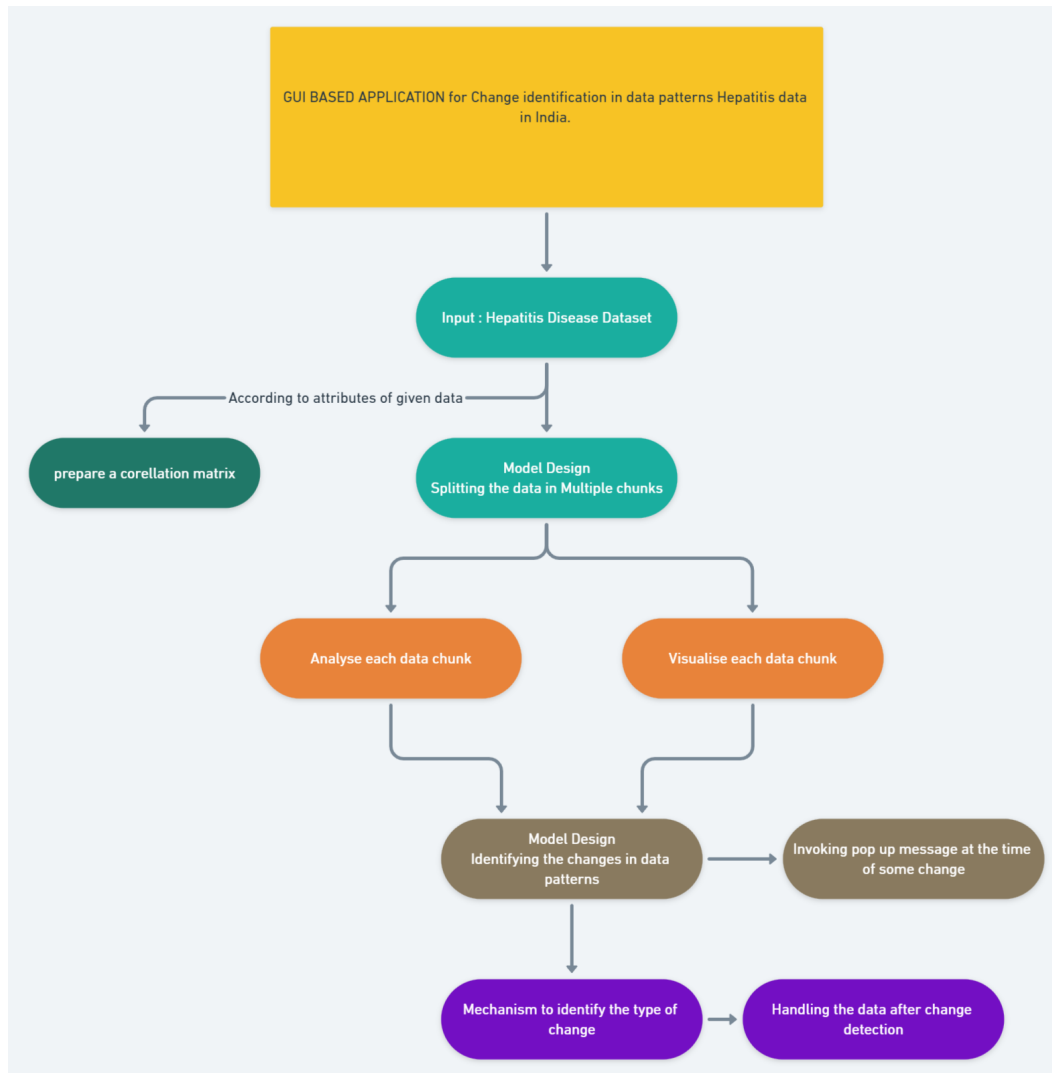 GUI BASED APPLICATION for Change identification in data patterns Hepatitis data
in India.
Input : Hepatitis Disease Dataset
According to attributes of given data
prepare a corellation matrix
Model Design
Splitting the data in Multiple chunks
Analyse each data chunk
Visualise each data chunk
Model Design
Identifying the changes in data
patterns
Invoking pop up message at the time
of some change
Mechanism to identify the type of
change
Handling the data after change
detection